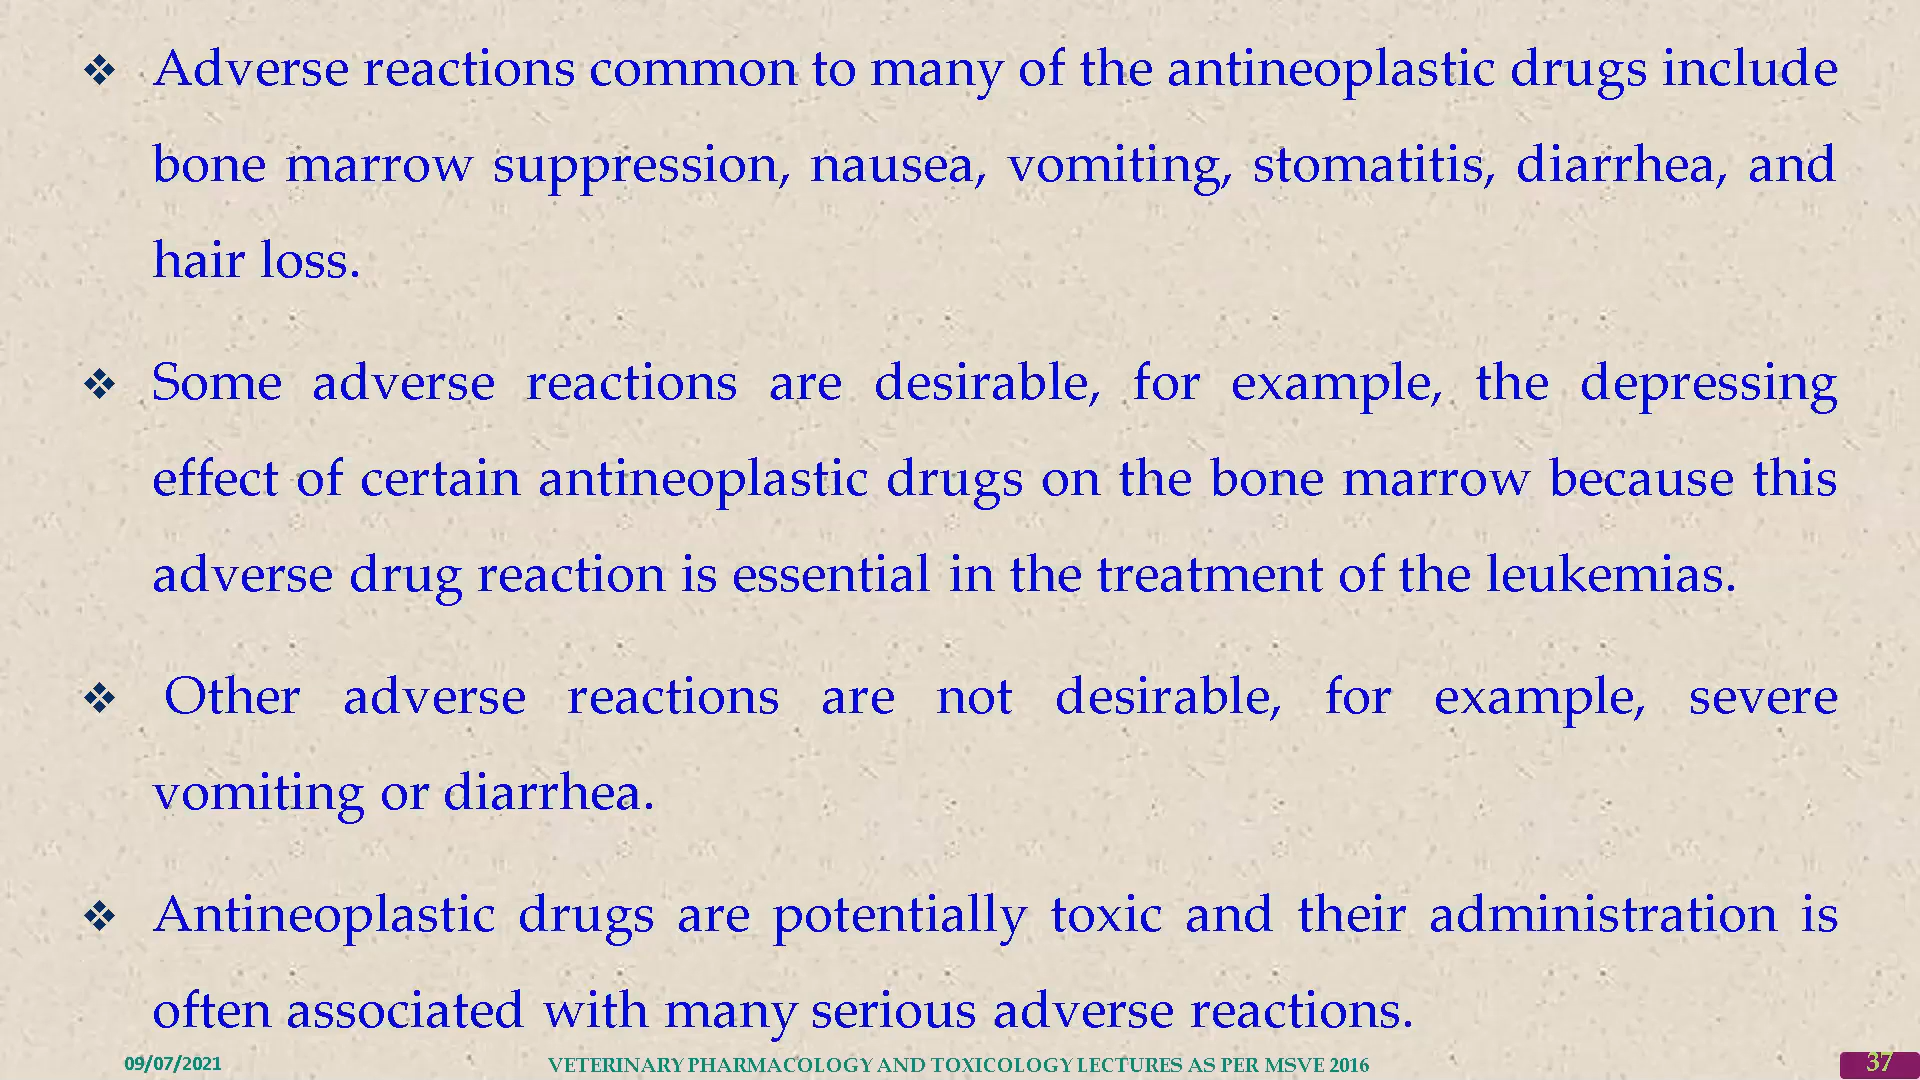 ❖ Adverse reactions common to many of the antineoplastic drugs include
bone marrow suppression, nausea, vomiting, stomatitis, diarrhea, and
hair loss.
❖ Some adverse reactions are desirable, for example, the depressing
effect of certain antineoplastic drugs on the bone marrow because this
adverse drug reaction is essential in the treatment of the leukemias.
❖ Other adverse reactions are not desirable, for example, severe
vomiting or diarrhea.
❖ Antineoplastic drugs are potentially toxic and their administration is
often associated with many serious adverse reactions.
09/07/2021
VETERINARY PHARMACOLOGY AND TOXICOLOGY LECTURES AS PER MSVE 2016
37